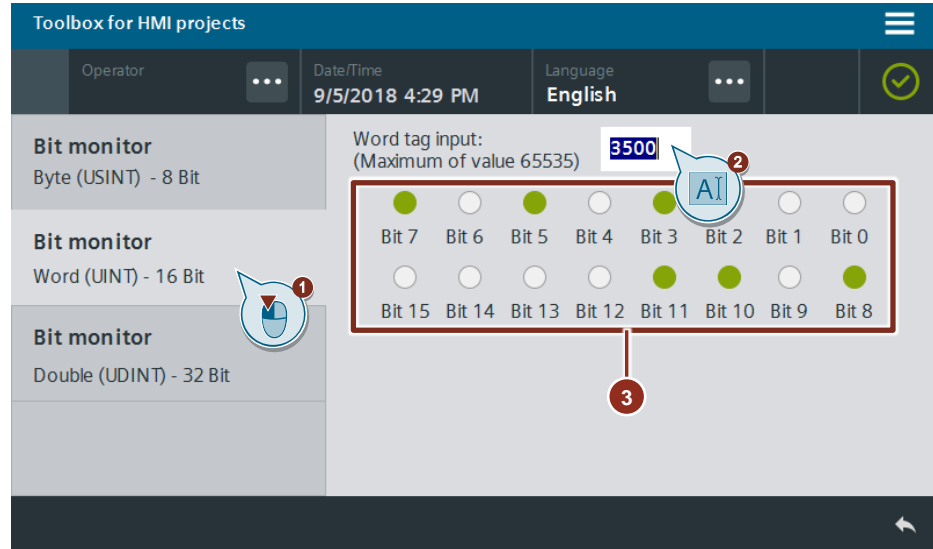 Toolbox for HMI projects
Operator
Date/Time
9/5/2018 4:29 PM
Language
English
Bit monitor
Byte (USINT) - 8 Bit
Bit monitor
Word (UINT) - 16 Bit
1
Bit monitor
Double (UDINT) - 32 Bit
Word tag input:
(Maximum of value 65535)
3500
2
A
Bit 7 Bit 6 Bit 5 Bit 4 Bit 3 Bit 2 Bit 1 Bit 0
Bit 15 Bit 14 Bit 13 Bit 12 Bit 11 Bit 10 Bit 9 Bit 8
3